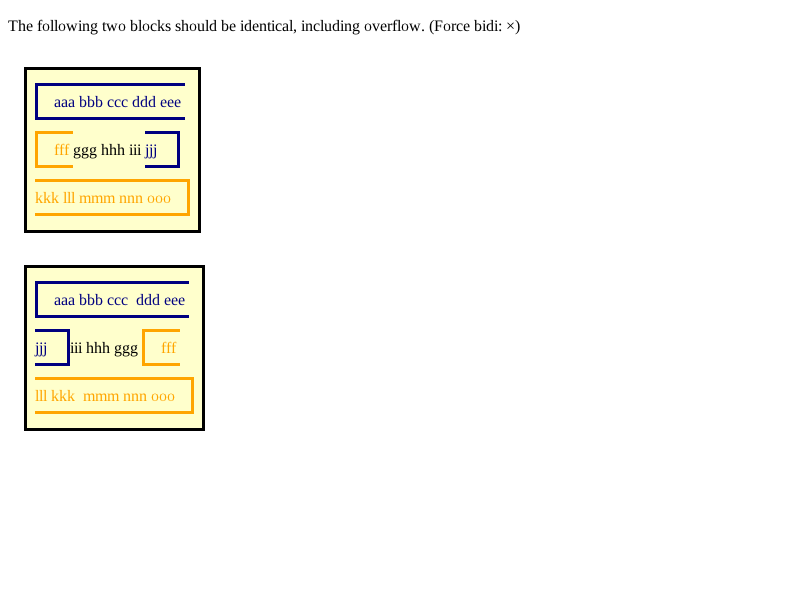 The following two blocks should be identical, including overflow. (Force bidi: ×)
aaa bbb ccc ddd eee
fff ggg hhh iii jjj
kkk lll mmm nnn ooo
aaa bbb ccc  ddd eee
jjj iii hhh ggg fff
lll kkk  mmm nnn ooo